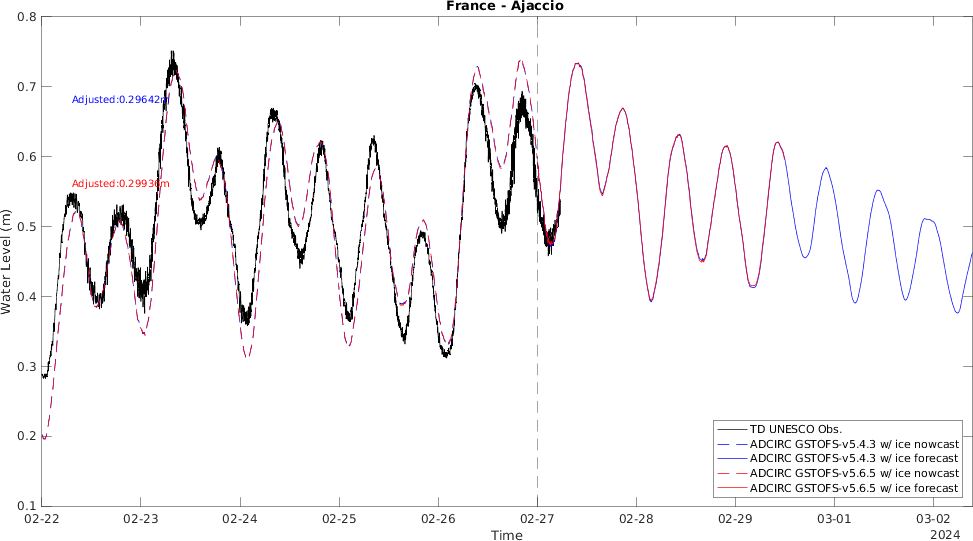 France - Ajaccio
0.8
0.7
0.6
0.5
0.4
0.3
0.2
0.1
Water Level (m)
Adjusted:0.29642m
Adjusted:0.29936m
TD UNESCO Obs.
ADCIRC GSTOFS-v5.4.3 w/ ice nowcast
ADCIRC GSTOFS-v5.4.3 w/ ice forecast
ADCIRC GSTOFS-v5.6.5 w/ ice nowcast
ADCIRC GSTOFS-v5.6.5 w/ ice forecast
02-22 02-23 02-24 02-25 02-26 02-27 02-28 02-29 03-01 03-02
2024
Time